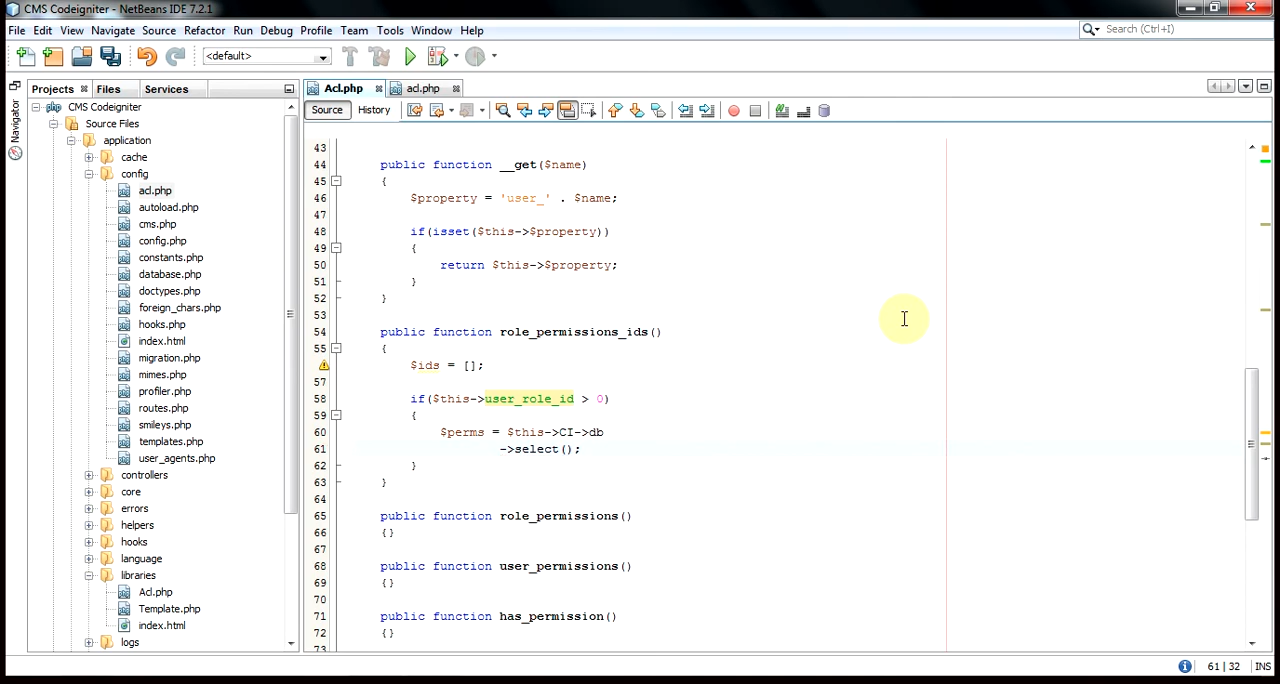 CMS Codeigniter - NetBeans IDE 7.2.1
File Edit View Navigate Source Refactor Run Debug Profile Team Tools Window Help
Search (Ctrl+I)
<default>
Projects Files Services
Navigator
CMS Codeigniter
Source Files
application
cache
config
acl.php
autoload.php
cms.php
config.php
constants.php
database.php
doctypes.php
foreign_chars.php
hooks.php
index.html
migration.php
mimes.php
profiler.php
routes.php
smileys.php
templates.php
user_agents.php
controllers
core
errors
helpers
hooks
language
libraries
Acl.php
Template.php
index.html
logs
Acl.php acl.php
Source History
43
44 public function __get($name)
45 {
46 $property = 'user_' . $name;
47
48 if(isset($this->$property))
49 {
50 return $this->$property;
51 }
52 }
53
54 public function role_permissions_ids()
55 {
$ids = [];
57
58 if($this->user_role_id > 0)
59 {
60 $perms = $this->CI->db
61 ->select();
62 }
63 }
64
65 public function role_permissions()
66 {}
67
68 public function user_permissions()
69 {}
70
71 public function has_permission()
72 {}
73
61 | 32 INS